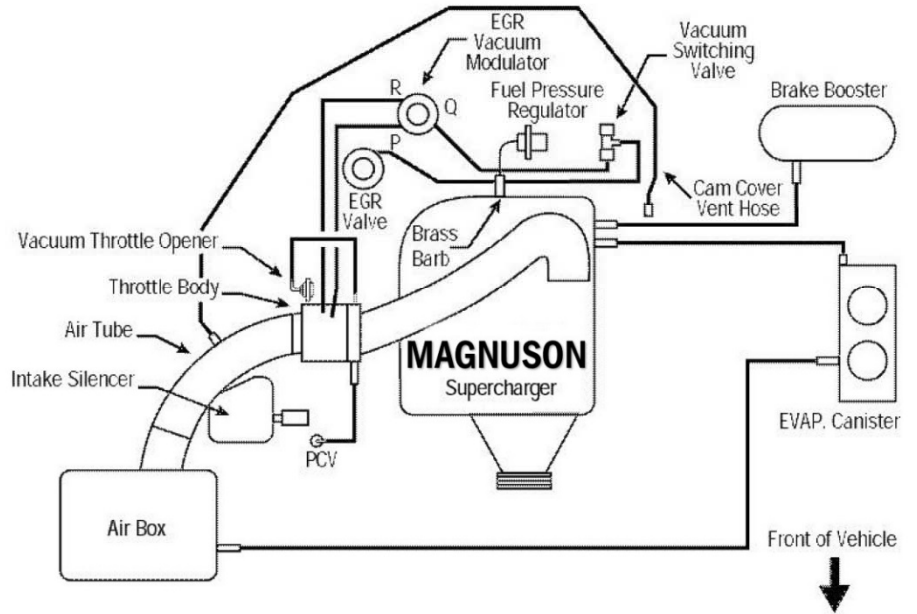 EGR
Vacuum
Modulator
Vacuum
Switching
Valve
Fuel Pressure
Regulator
Brake Booster
R
Q
P
EGR
Valve
Cam Cover
Vent Hose
Brass
Barb
Vacuum Throttle Opener
Throttle Body
Air Tube
Intake Silencer
MAGNUSON
Supercharger
EVAP. Canister
PCV
Air Box
Front of Vehicle